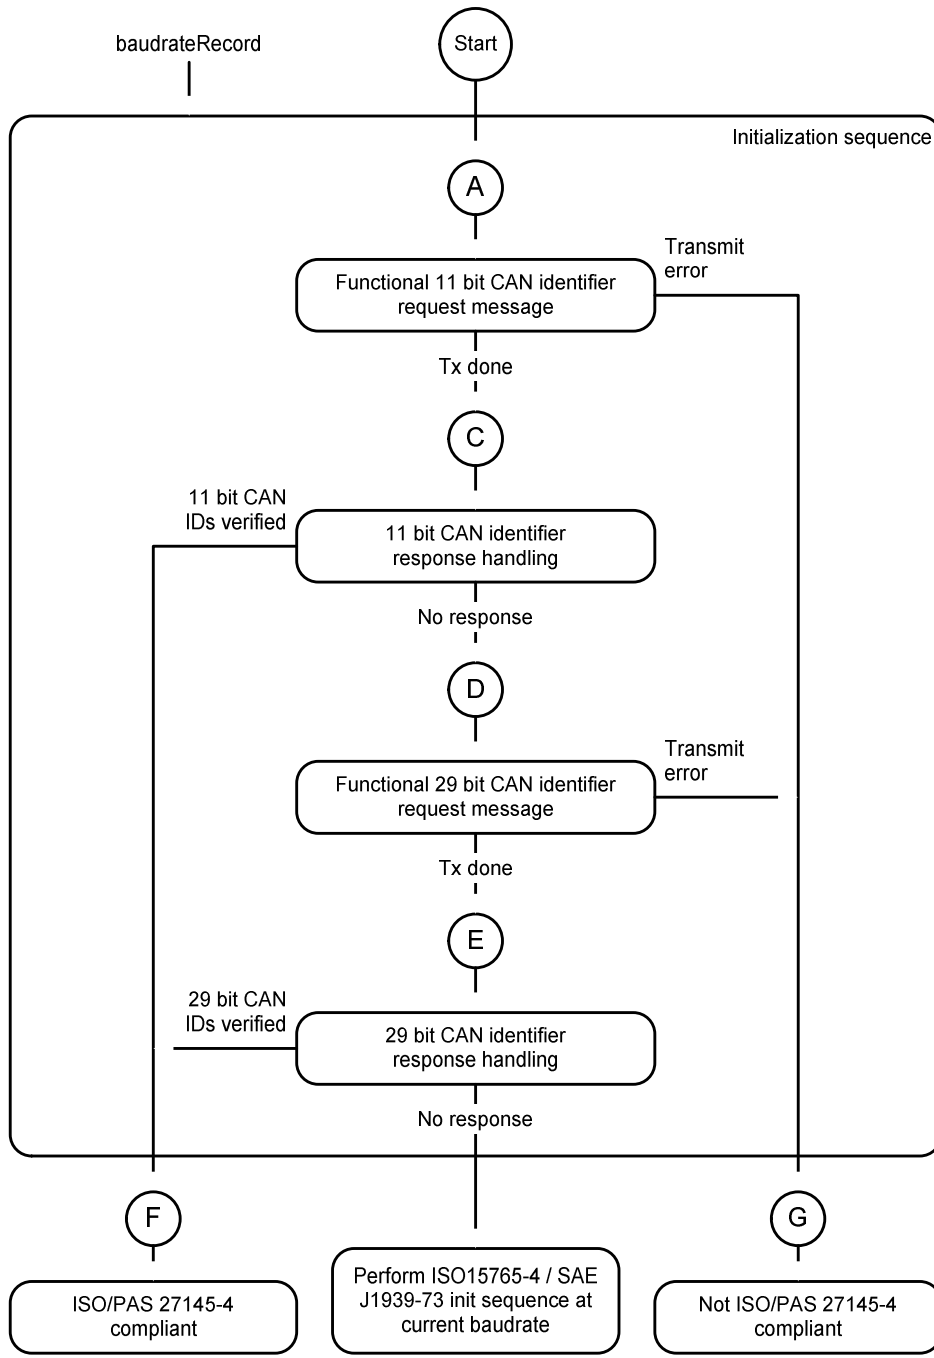 baudrateRecord
Start
Initialization sequence
A
Functional 11 bit CAN identifier
request message
Transmit
error
Tx done
C
11 bit CAN
IDs verified
11 bit CAN identifier
response handling
No response
D
Functional 29 bit CAN identifier
request message
Transmit
error
Tx done
E
29 bit CAN
IDs verified
29 bit CAN identifier
response handling
No response
F
G
ISO/PAS 27145-4
compliant
Perform ISO15765-4 / SAE
J1939-73 init sequence at
current baudrate
Not ISO/PAS 27145-4
compliant